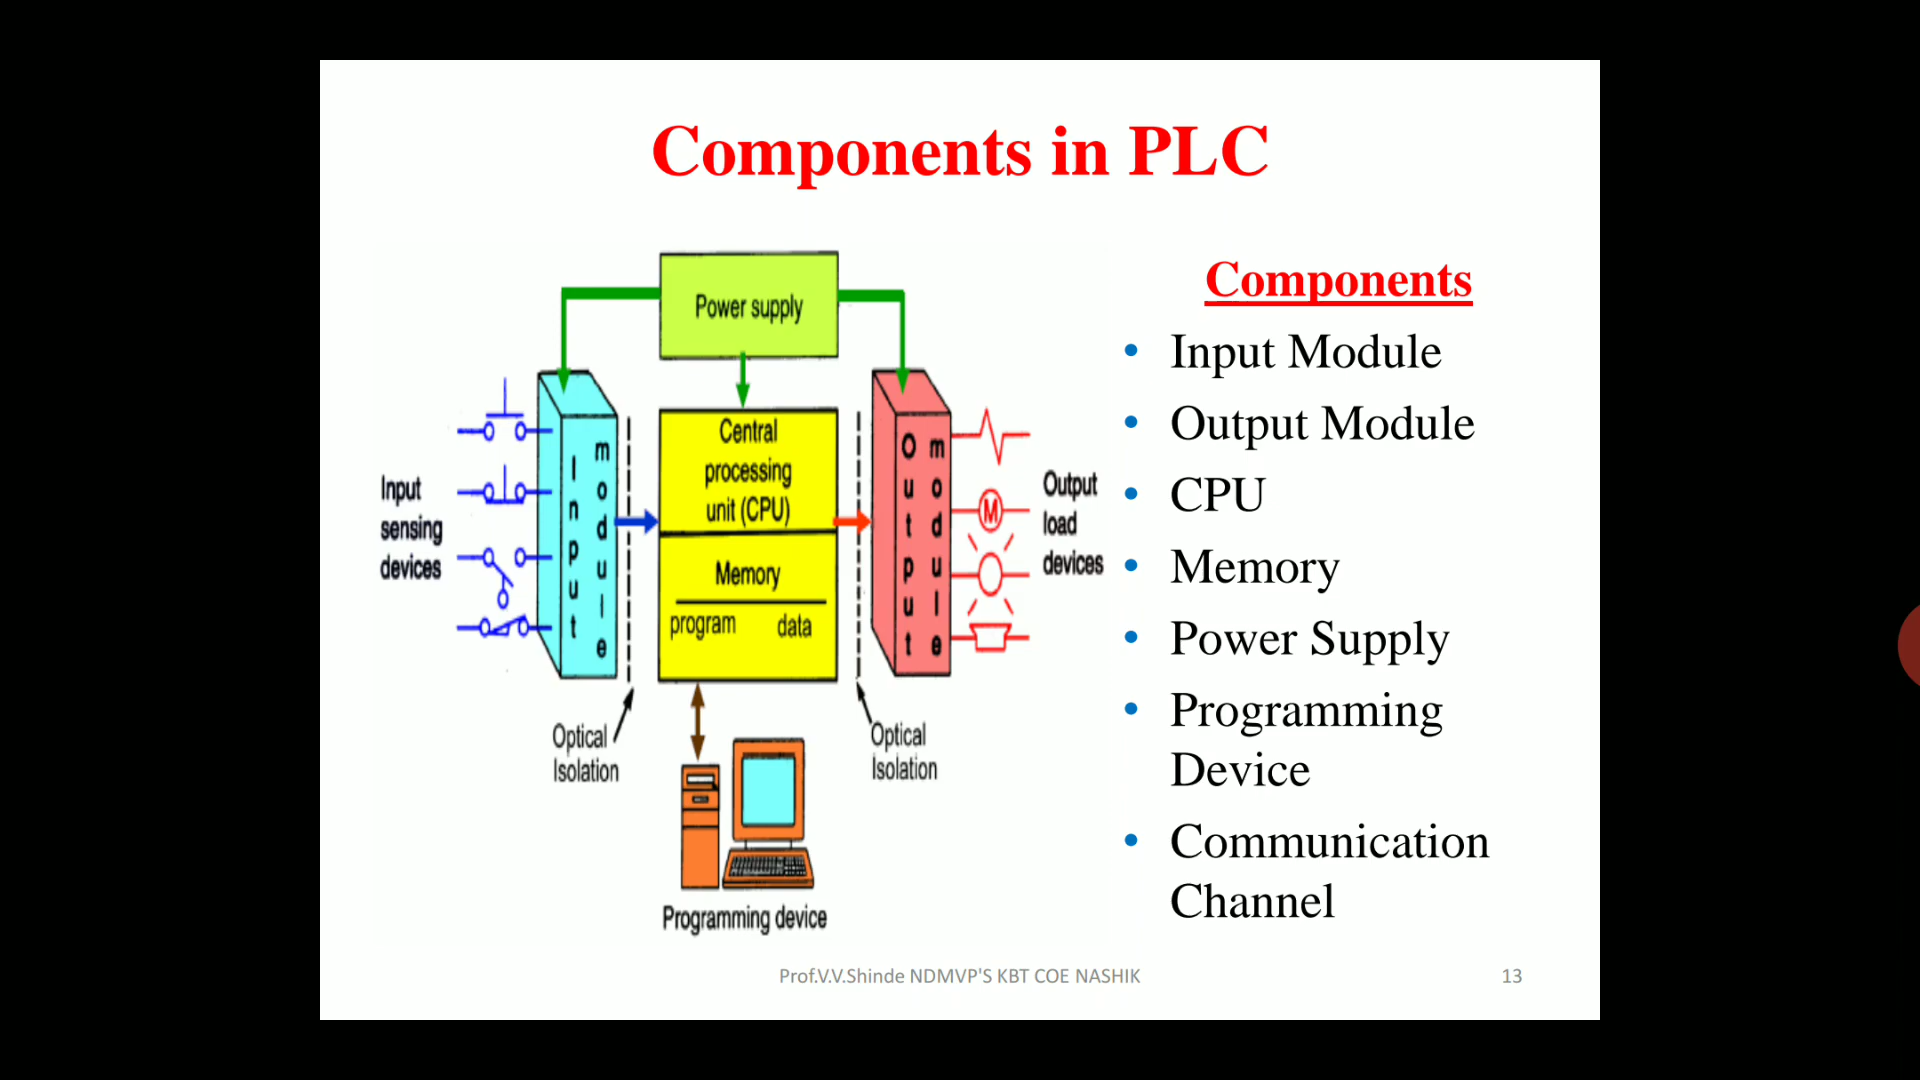 Components in PLC
Power supply
Input
sensing
devices
Input module
Central
processing
unit (CPU)
Memory
program data
Output module
M
Output
load
devices
Optical
Isolation
Optical
Isolation
Programming device
Components
• Input Module
• Output Module
• CPU
• Memory
• Power Supply
• Programming
Device
• Communication
Channel
Prof.V.V.Shinde NDMVP'S KBT COE NASHIK
13